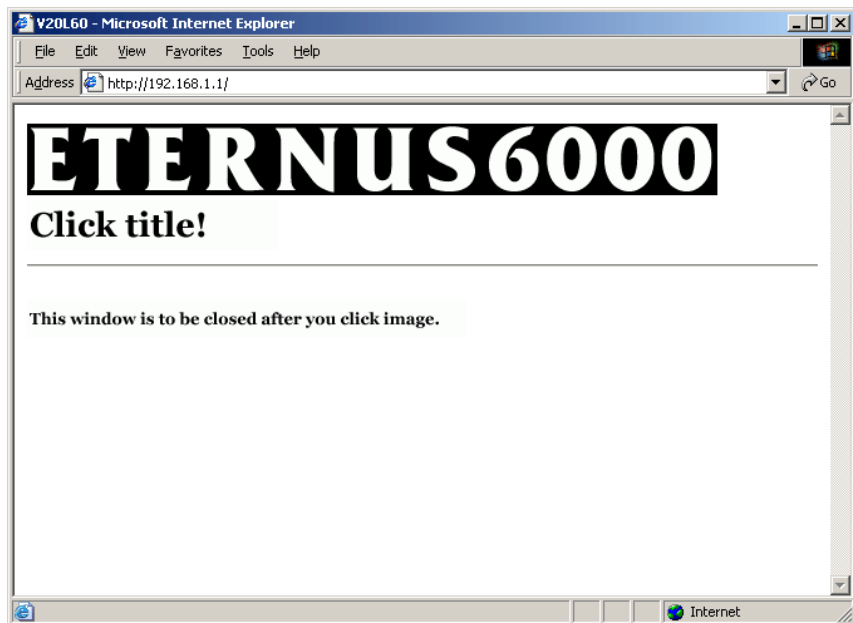 V20L60 - Microsoft Internet Explorer
File Edit View Favorites Tools Help
Address http://192.168.1.1/ Go
ETERNUS6000
Click title!
This window is to be closed after you click image.
Internet